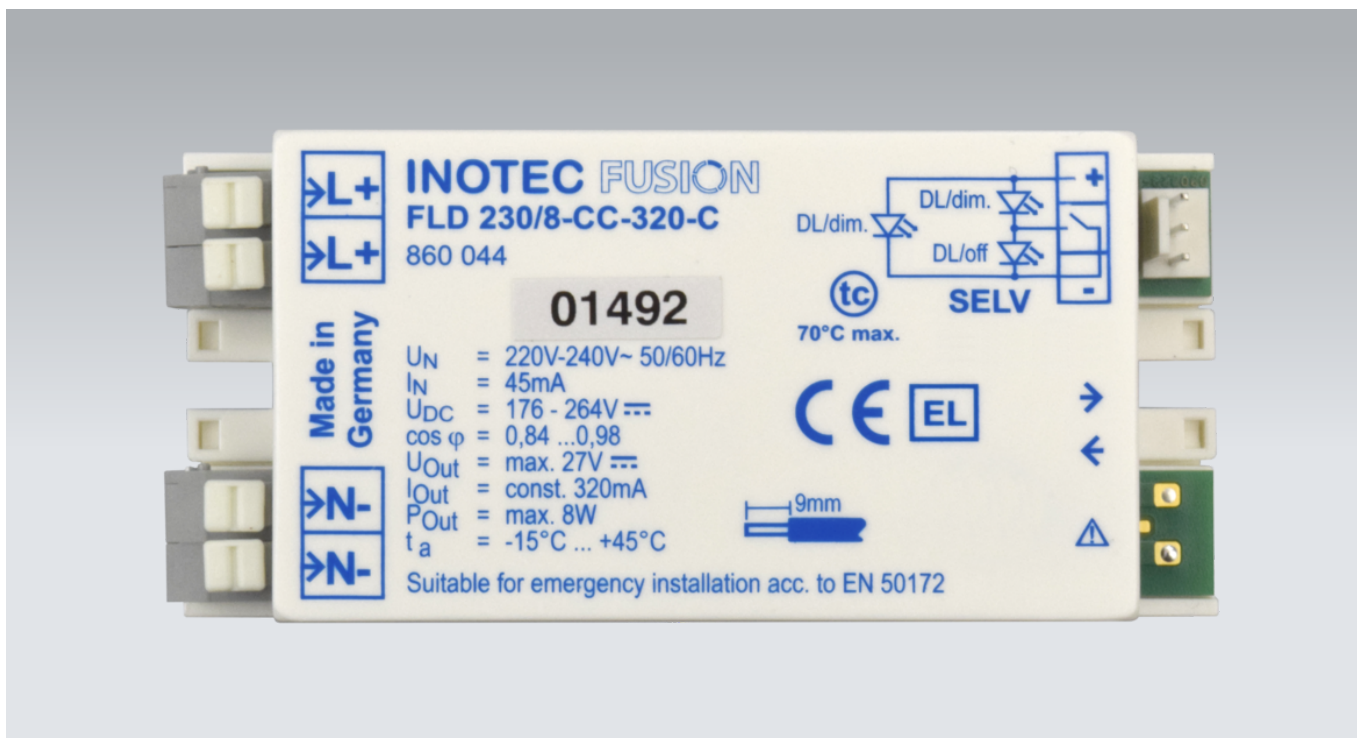 >L+
>L+
Made in
Germany
>N-
>N-
INOTEC FUSION
FLD 230/8-CC-320-C
860 044
01492
UN = 220V-240V~ 50/60Hz
IN = 45mA
UDC = 176 - 264V ⎓
cos φ = 0,84 ...0,98
UOut = max. 27V ⎓
IOut = const. 320mA
POut = max. 8W
ta = -15°C ... +45°C
Suitable for emergency installation acc. to EN 50172
DL/dim.
DL/dim.
DL/off
+
-
SELV
tc
70°C max.
CE EL
→
←
9mm